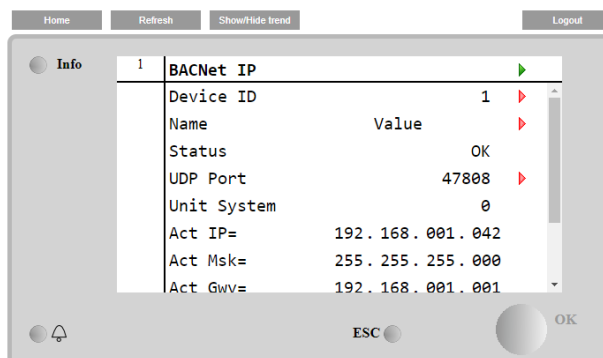 Home Refresh Show/Hide trend Logout
Info
1 BACNet IP
Device ID 1
Name Value
Status OK
UDP Port 47808
Unit System 0
Act IP= 192.168.001.042
Act Msk= 255.255.255.000
Act Gwy= 192.168.001.001
ESC OK